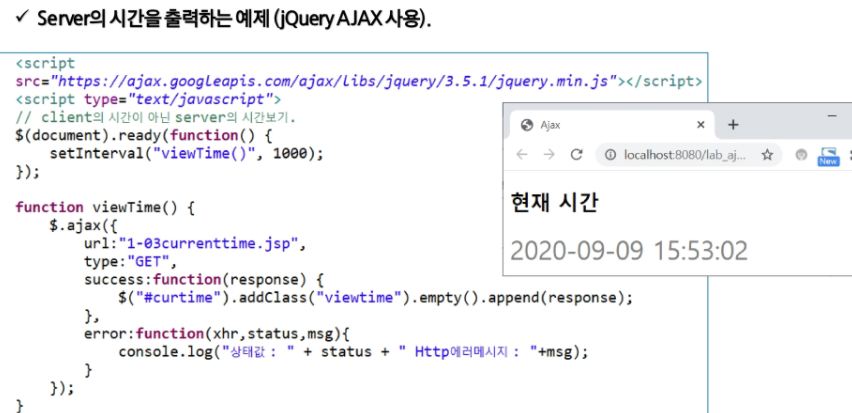 ✓ Server의 시간을 출력하는 예제 (jQuery AJAX 사용).
<script
src="https://ajax.googleapis.com/ajax/libs/jquery/3.5.1/jquery.min.js"></script>
<script type="text/javascript">
// client의 시간이 아닌 server의 시간보기.
$(document).ready(function() {
    setInterval("viewTime()", 1000);
});
function viewTime() {
    $.ajax({
        url:"1-03currenttime.jsp",
        type:"GET",
        success:function(response) {
            $("#curtime").addClass("viewtime").empty().append(response);
        },
        error:function(xhr,status,msg){
            console.log("상태값 : " + status + " Http에러메시지 : "+msg);
        }
    });
}
Ajax
localhost:8080/lab_aj...
New
현재 시간
2020-09-09 15:53:02